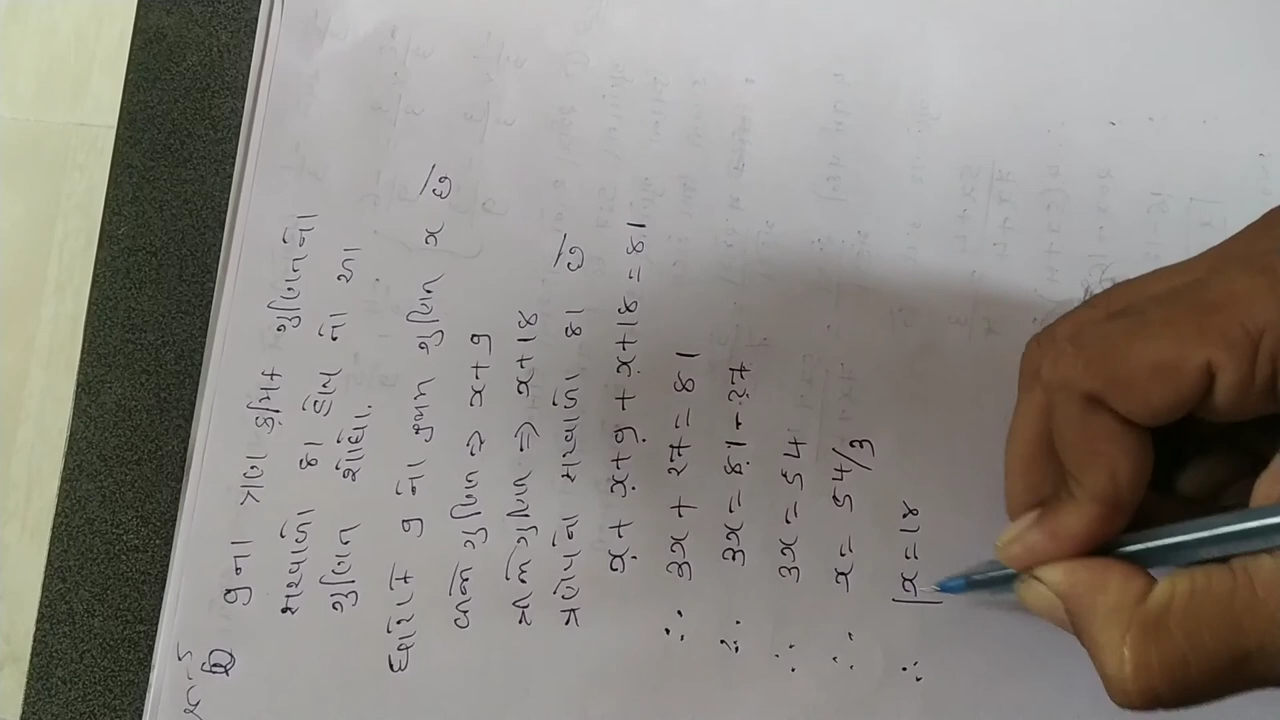 9 ના ત્રણ ક્રમિક ગુણિતનો
સરવાળો 81 હોય તો આ
ગુણિત શોધો.
ધારો કે 9 નો પ્રથમ ગુણિત x છે
બીજો ગુણિત ⇒ x+9
ત્રીજો ગુણિત ⇒ x+18
ત્રણેયનો સરવાળો 81 છે
x + x+9 + x+18 = 81
∴ 3x + 27 = 81
∴ 3x = 81 - 27
∴ 3x = 54
∴ x = 54/3
∴ x = 18